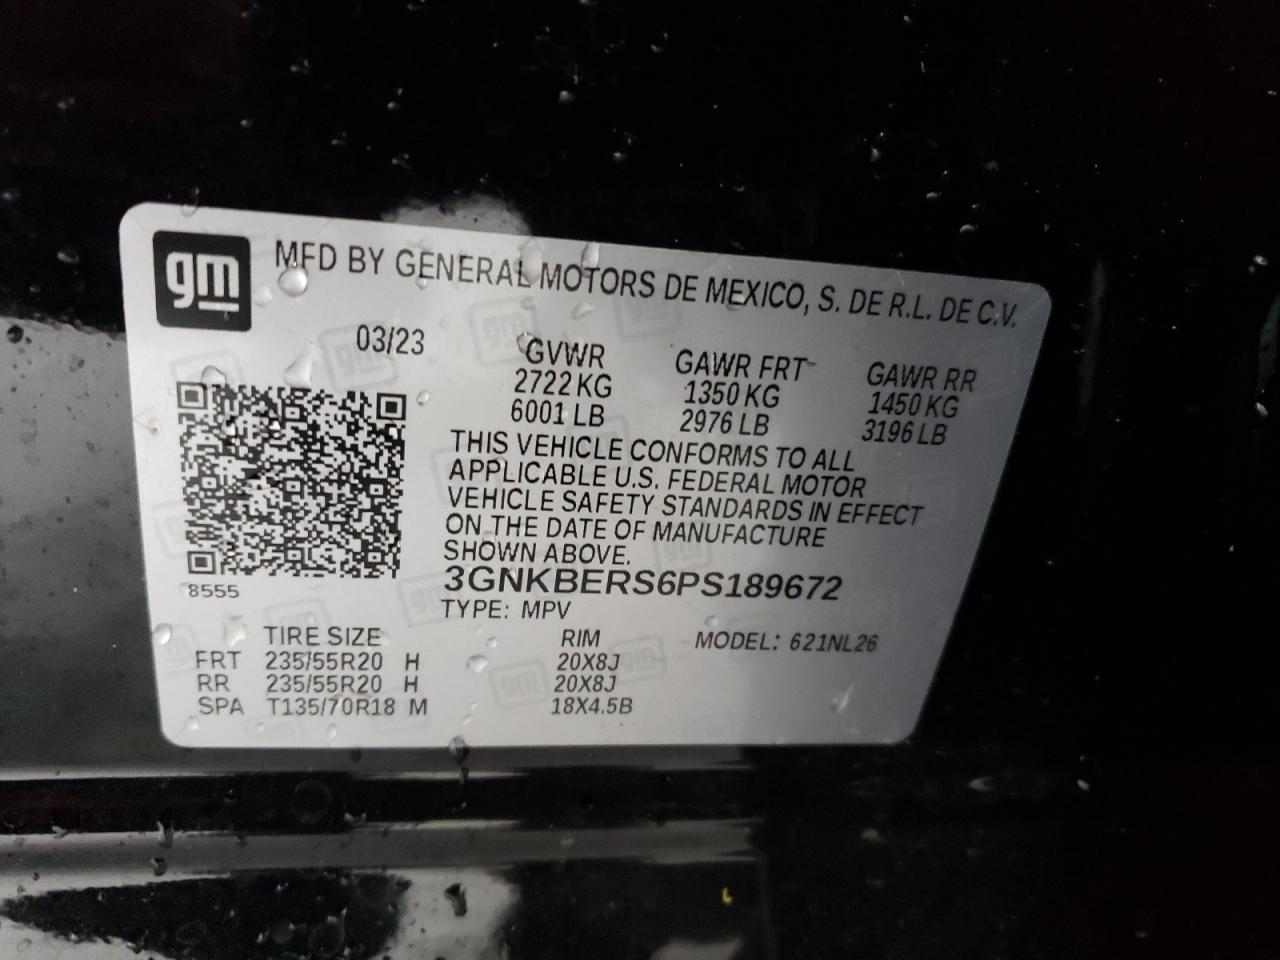 gm
MFD BY GENERAL MOTORS DE MEXICO, S. DE R.L. DE C.V.
03/23
GVWR GAWR FRT GAWR RR
2722 KG 1350 KG 1450 KG
6001 LB 2976 LB 3196 LB
THIS VEHICLE CONFORMS TO ALL
APPLICABLE U.S. FEDERAL MOTOR
VEHICLE SAFETY STANDARDS IN EFFECT
ON THE DATE OF MANUFACTURE
SHOWN ABOVE.
3GNKBERS6PS189672
8555
TYPE: MPV
TIRE SIZE RIM MODEL: 621NL26
FRT 235/55R20 H 20X8J
RR 235/55R20 H 20X8J
SPA T135/70R18 M 18X4.5B